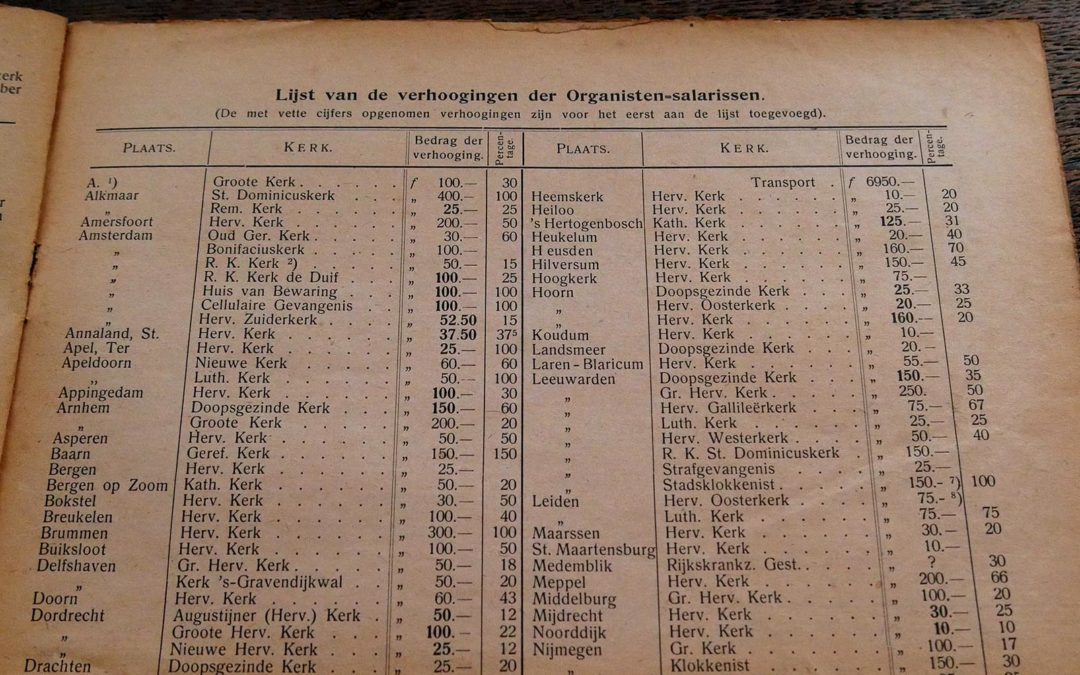 erk
ber
r
n
Lijst van de verhoogingen der Organisten-salarissen.
(De met vette cijfers opgenomen verhoogingen zijn voor het eerst aan de lijst toegevoegd).
PLAATS. KERK. Bedrag der verhooging. Percen-tage.
A. ¹) Groote Kerk . . . . . . f 100.— 30
Alkmaar St. Dominicuskerk . . . „ 400.— 100
„ Rem. Kerk . . . . . . „ 25.— 25
Amersfoort Herv. Kerk . . . . . . „ 200.— 50
Amsterdam Oud Ger. Kerk . . . . . „ 30.— 60
„ Bonifaciuskerk . . . . . „ 100.—
„ R. K. Kerk ²) . . . . . „ 50.— 15
„ R. K. Kerk de Duif . . . „ 100.— 25
„ Huis van Bewaring . . . „ 100.— 100
„ Cellulaire Gevangenis . . „ 100.— 100
„ Herv. Zuiderkerk . . . . „ 52.50 15
Annaland, St. Herv. Kerk . . . . . . „ 37.50 37⁵
Apel, Ter Herv. Kerk . . . . . . „ 25.— 100
Apeldoorn Nieuwe Kerk . . . . . . „ 60.— 60
„ Luth. Kerk . . . . . . „ 50.— 100
Appingedam Herv. Kerk . . . . . . „ 100.— 30
Arnhem Doopsgezinde Kerk . . . „ 150.— 60
„ Groote Kerk . . . . . . „ 200.— 20
Asperen Herv. Kerk . . . . . . „ 50.— 50
Baarn Geref. Kerk . . . . . . „ 150.— 150
Bergen Herv. Kerk . . . . . . „ 25.—
Bergen op Zoom Kath. Kerk . . . . . . „ 50.— 20
Bokstel Herv. Kerk . . . . . . „ 30.— 50
Breukelen Herv. Kerk . . . . . . „ 100.— 40
Brummen Herv. Kerk . . . . . . „ 300.— 100
Buiksloot Herv. Kerk . . . . . . „ 100.— 50
Delfshaven Gr. Herv. Kerk . . . . . „ 50.— 18
„ Kerk 's-Gravendijkwal . . „ 50.— 20
Doorn Herv. Kerk . . . . . . „ 60.— 43
Dordrecht Augustijner (Herv.) Kerk . „ 50.— 12
„ Groote Herv. Kerk . . . . „ 100.- 22
„ Nieuwe Herv. Kerk . . . . „ 25.— 12
Drachten Doopsgezinde Kerk . . . „ 25.— 20
PLAATS. KERK. Bedrag der verhooging. Percen-tage.
Transport . f 6950.—
Heemskerk Herv. Kerk . . . . . . „ 10.— 20
Heiloo Herv. Kerk . . . . . . „ 25.— 20
's Hertogenbosch Kath. Kerk . . . . . . „ 125.— 31
Heukelum Herv. Kerk . . . . . . „ 20.— 40
Heusden Herv. Kerk . . . . . . „ 160.— 70
Hilversum Herv. Kerk . . . . . . „ 150.— 45
Hoogkerk Herv. Kerk . . . . . . „ 75.—
Hoorn Doopsgezinde Kerk . . . „ 25.— 33
„ Herv. Oosterkerk . . . . „ 20.— 25
„ Herv. Kerk . . . . . . „ 160.— 20
Koudum Herv. Kerk . . . . . . „ 10.—
Landsmeer Doopsgezinde Kerk . . . „ 20.-
Laren-Blaricum Herv. Kerk . . . . . . „ 55.— 50
Leeuwarden Doopsgezinde Kerk . . . „ 150.— 35
„ Gr. Herv. Kerk . . . . . „ 250. 50
„ Herv. Gallileërkerk . . . „ 75.— 67
„ Luth. Kerk . . . . . . „ 25.— 25
„ Herv. Westerkerk . . . . „ 50.— 40
„ R. K. St. Dominicuskerk . „ 150.—
„ Strafgevangenis . . . . „ 25.—
„ Stadsklokkenist . . . . „ 150.- ⁷) 100
Leiden Herv. Oosterkerk . . . . „ 75.- ⁸)
„ Luth. Kerk . . . . . . „ 75.— 75
Maarssen Herv. Kerk . . . . . . „ 30.— 20
St. Maartensburg Herv. Kerk . . . . . . „ 10.—
Medemblik Rijkskrankz. Gest. . . . „ ? 30
Meppel Herv. Kerk . . . . . . „ 200.— 66
Middelburg Gr. Herv. Kerk . . . . . „ 100.— 20
Mijdrecht Herv. Kerk . . . . . . „ 30.— 25
Noorddijk Herv. Kerk . . . . . . „ 10.— 10
Nijmegen Gr. Kerk . . . . . . „ 100.— 17
„ Klokkenist . . . . . . „ 150.— 30